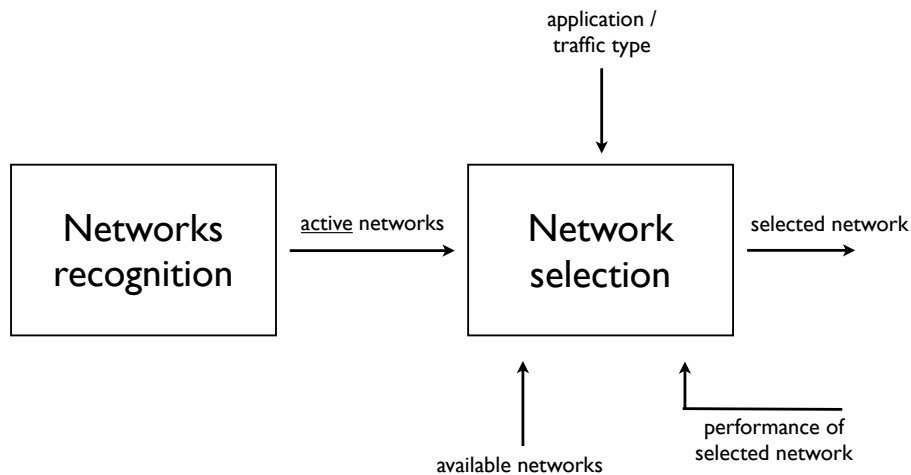 application /
traffic type
Networks
recognition
active networks
Network
selection
selected network
available networks
performance of
selected network